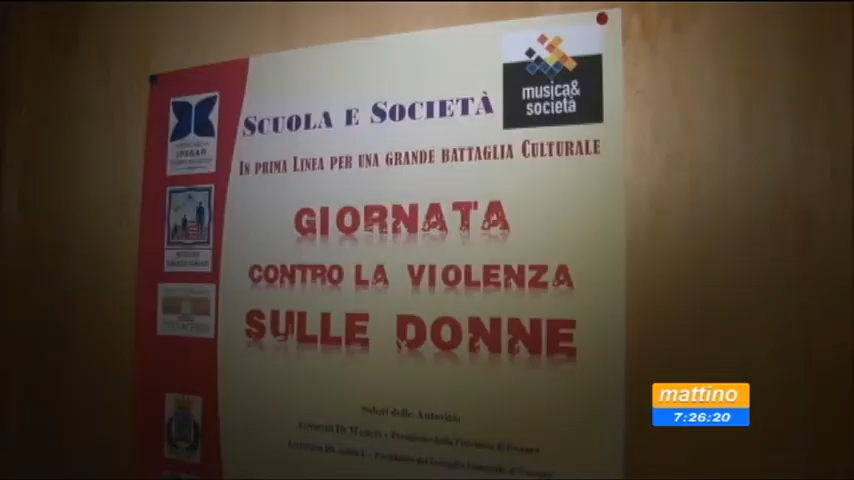 musica&
società
SCUOLA E SOCIETÀ
IN PRIMA LINEA PER UNA GRANDE BATTAGLIA CULTURALE
GIORNATA
CONTRO LA VIOLENZA
SULLE DONNE
Saluti delle Autorità:
mattino
7:26:20